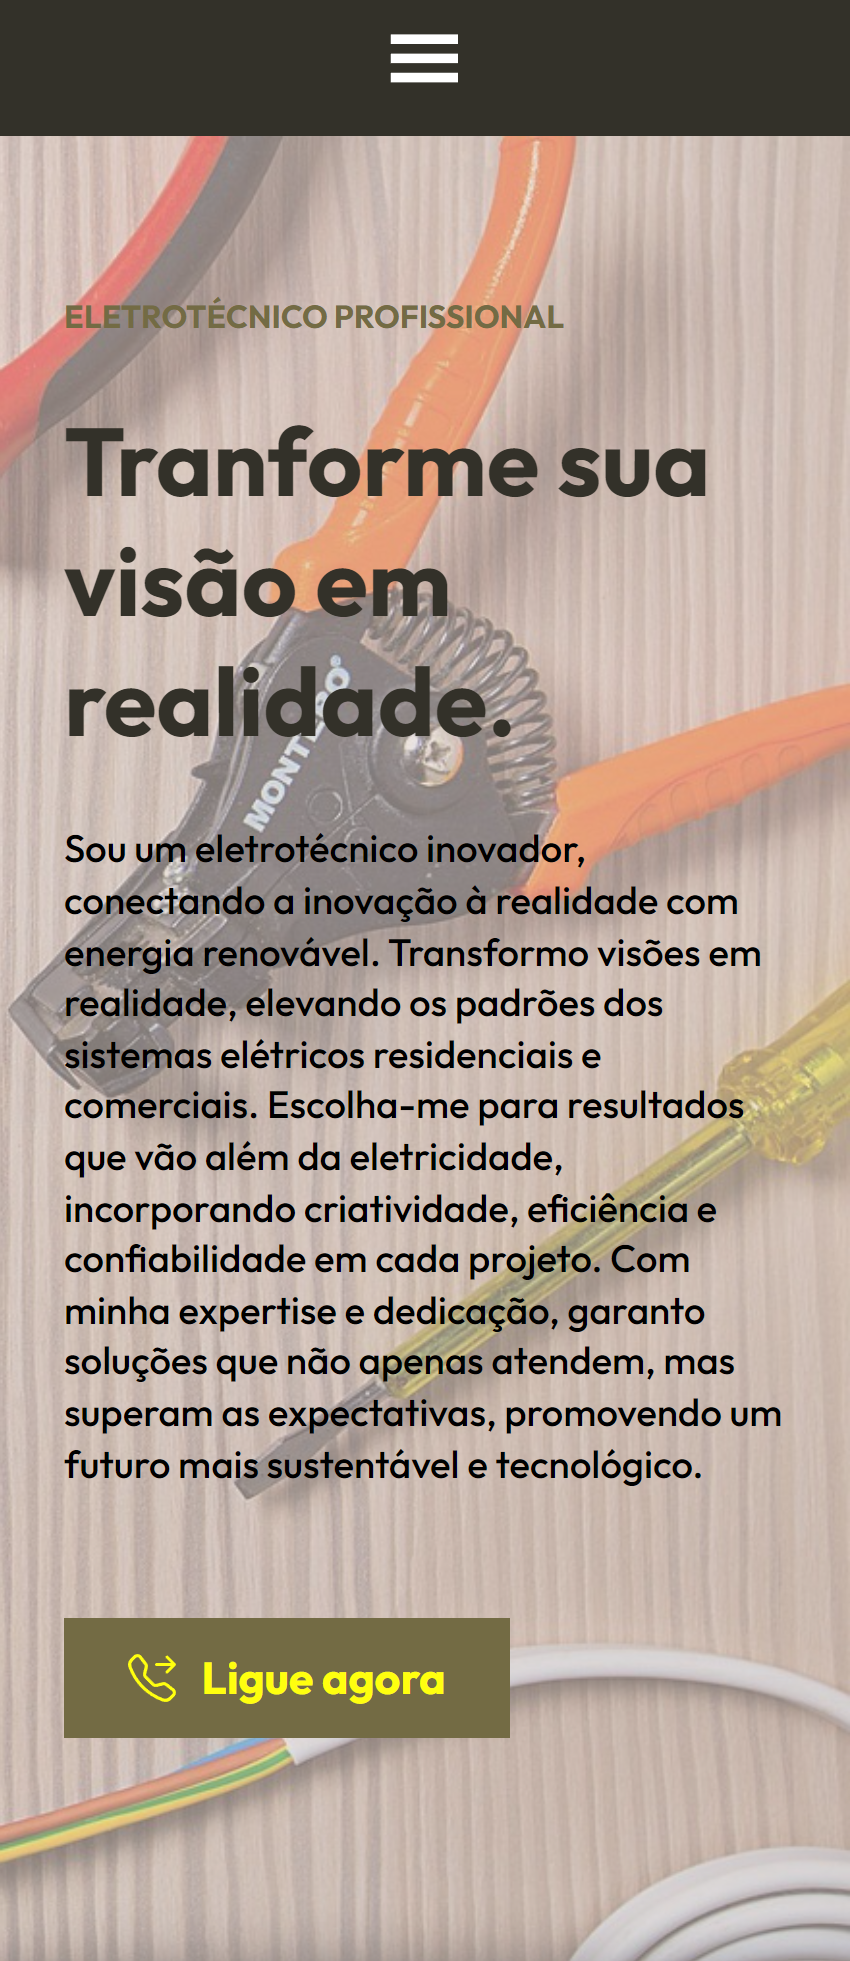 ELETROTÉCNICO PROFISSIONAL
Tranforme sua
visão em
realidade.
MONTERO
Sou um eletrotécnico inovador,
conectando a inovação à realidade com
energia renovável. Transformo visões em
realidade, elevando os padrões dos
sistemas elétricos residenciais e
comerciais. Escolha-me para resultados
que vão além da eletricidade,
incorporando criatividade, eficiência e
confiabilidade em cada projeto. Com
minha expertise e dedicação, garanto
soluções que não apenas atendem, mas
superam as expectativas, promovendo um
futuro mais sustentável e tecnológico.
Ligue agora